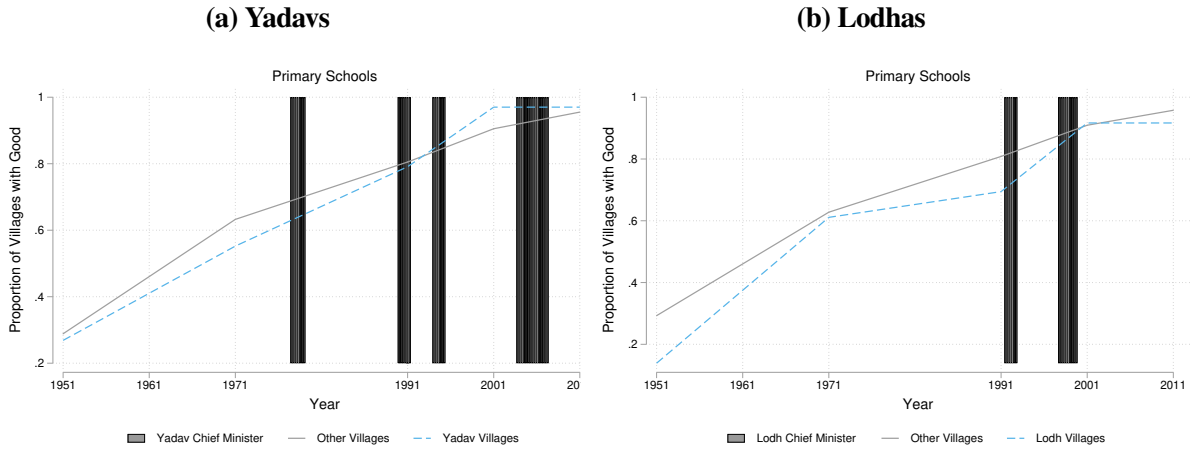 (a) Yadavs
Primary Schools
Proportion of Villages with Good
1
.8
.6
.4
.2
1951 1961 1971 1991 2001 20
Year
Yadav Chief Minister Other Villages Yadav Villages
(b) Lodhas
Primary Schools
Proportion of Villages with Good
1
.8
.6
.4
.2
1951 1961 1971 1991 2001 2011
Year
Lodh Chief Minister Other Villages Lodh Villages